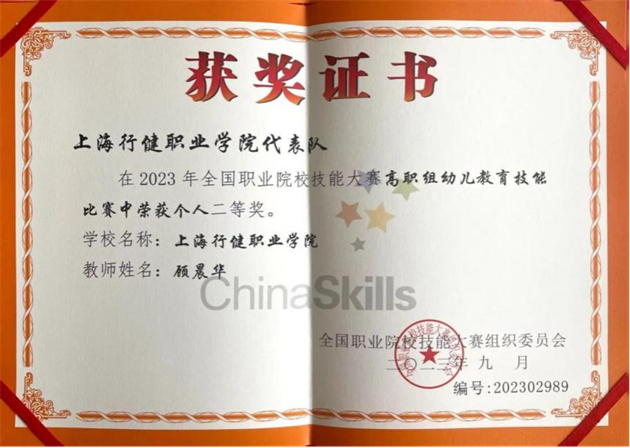 获奖证书
上海行健职业学院代表队
在2023年全国职业院校技能大赛高职组幼儿教育技能
比赛中荣获个人二等奖。
学校名称：上海行健职业学院
教师姓名：顾晨华
ChinaSkills
全国职业院校技能大赛组织委员会
二〇二三年九月
编号:202302989